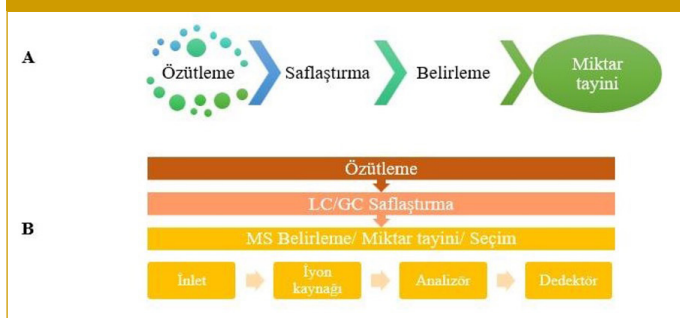 A
Özütleme
Saflaştırma
Belirleme
Miktar
tayini
B
Özütleme
LC/GC Saflaştırma
MS Belirleme/ Miktar tayini/ Seçim
İnlet
İyon
kaynağı
Analizör
Dedektör